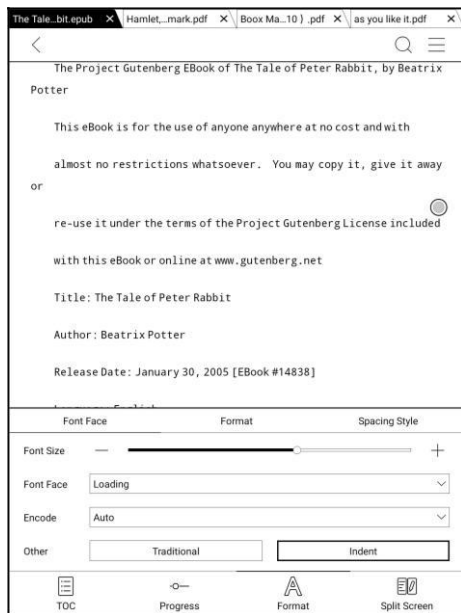 The Tale...bit.epub × Hamlet,...mark.pdf × Boox Ma...10 ) .pdf × as you like it.pdf ×
The Project Gutenberg EBook of The Tale of Peter Rabbit, by Beatrix
Potter
This eBook is for the use of anyone anywhere at no cost and with
almost no restrictions whatsoever. You may copy it, give it away
or
re-use it under the terms of the Project Gutenberg License included
with this eBook or online at www.gutenberg.net
Title: The Tale of Peter Rabbit
Author: Beatrix Potter
Release Date: January 30, 2005 [EBook #14838]
Font Face Format Spacing Style
Font Size
Font Face Loading
Encode Auto
Other Traditional Indent
TOC Progress Format Split Screen